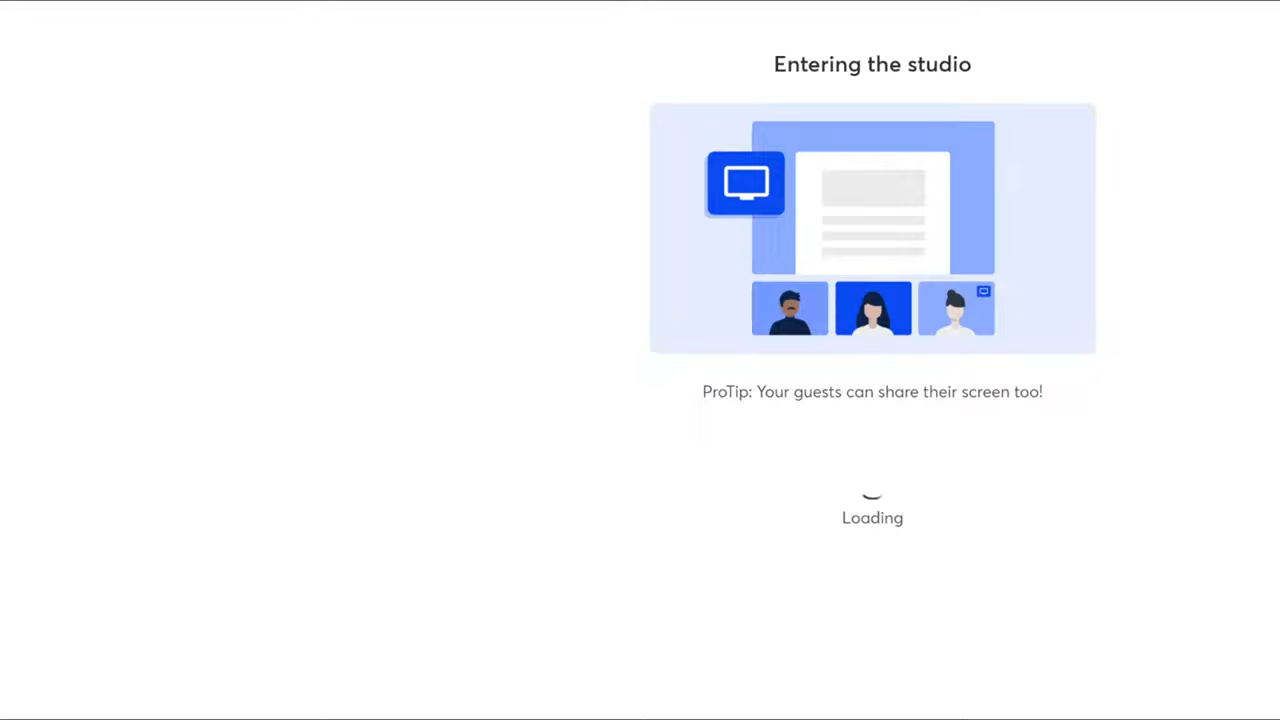 Entering the studio
ProTip: Your guests can share their screen too!
Loading